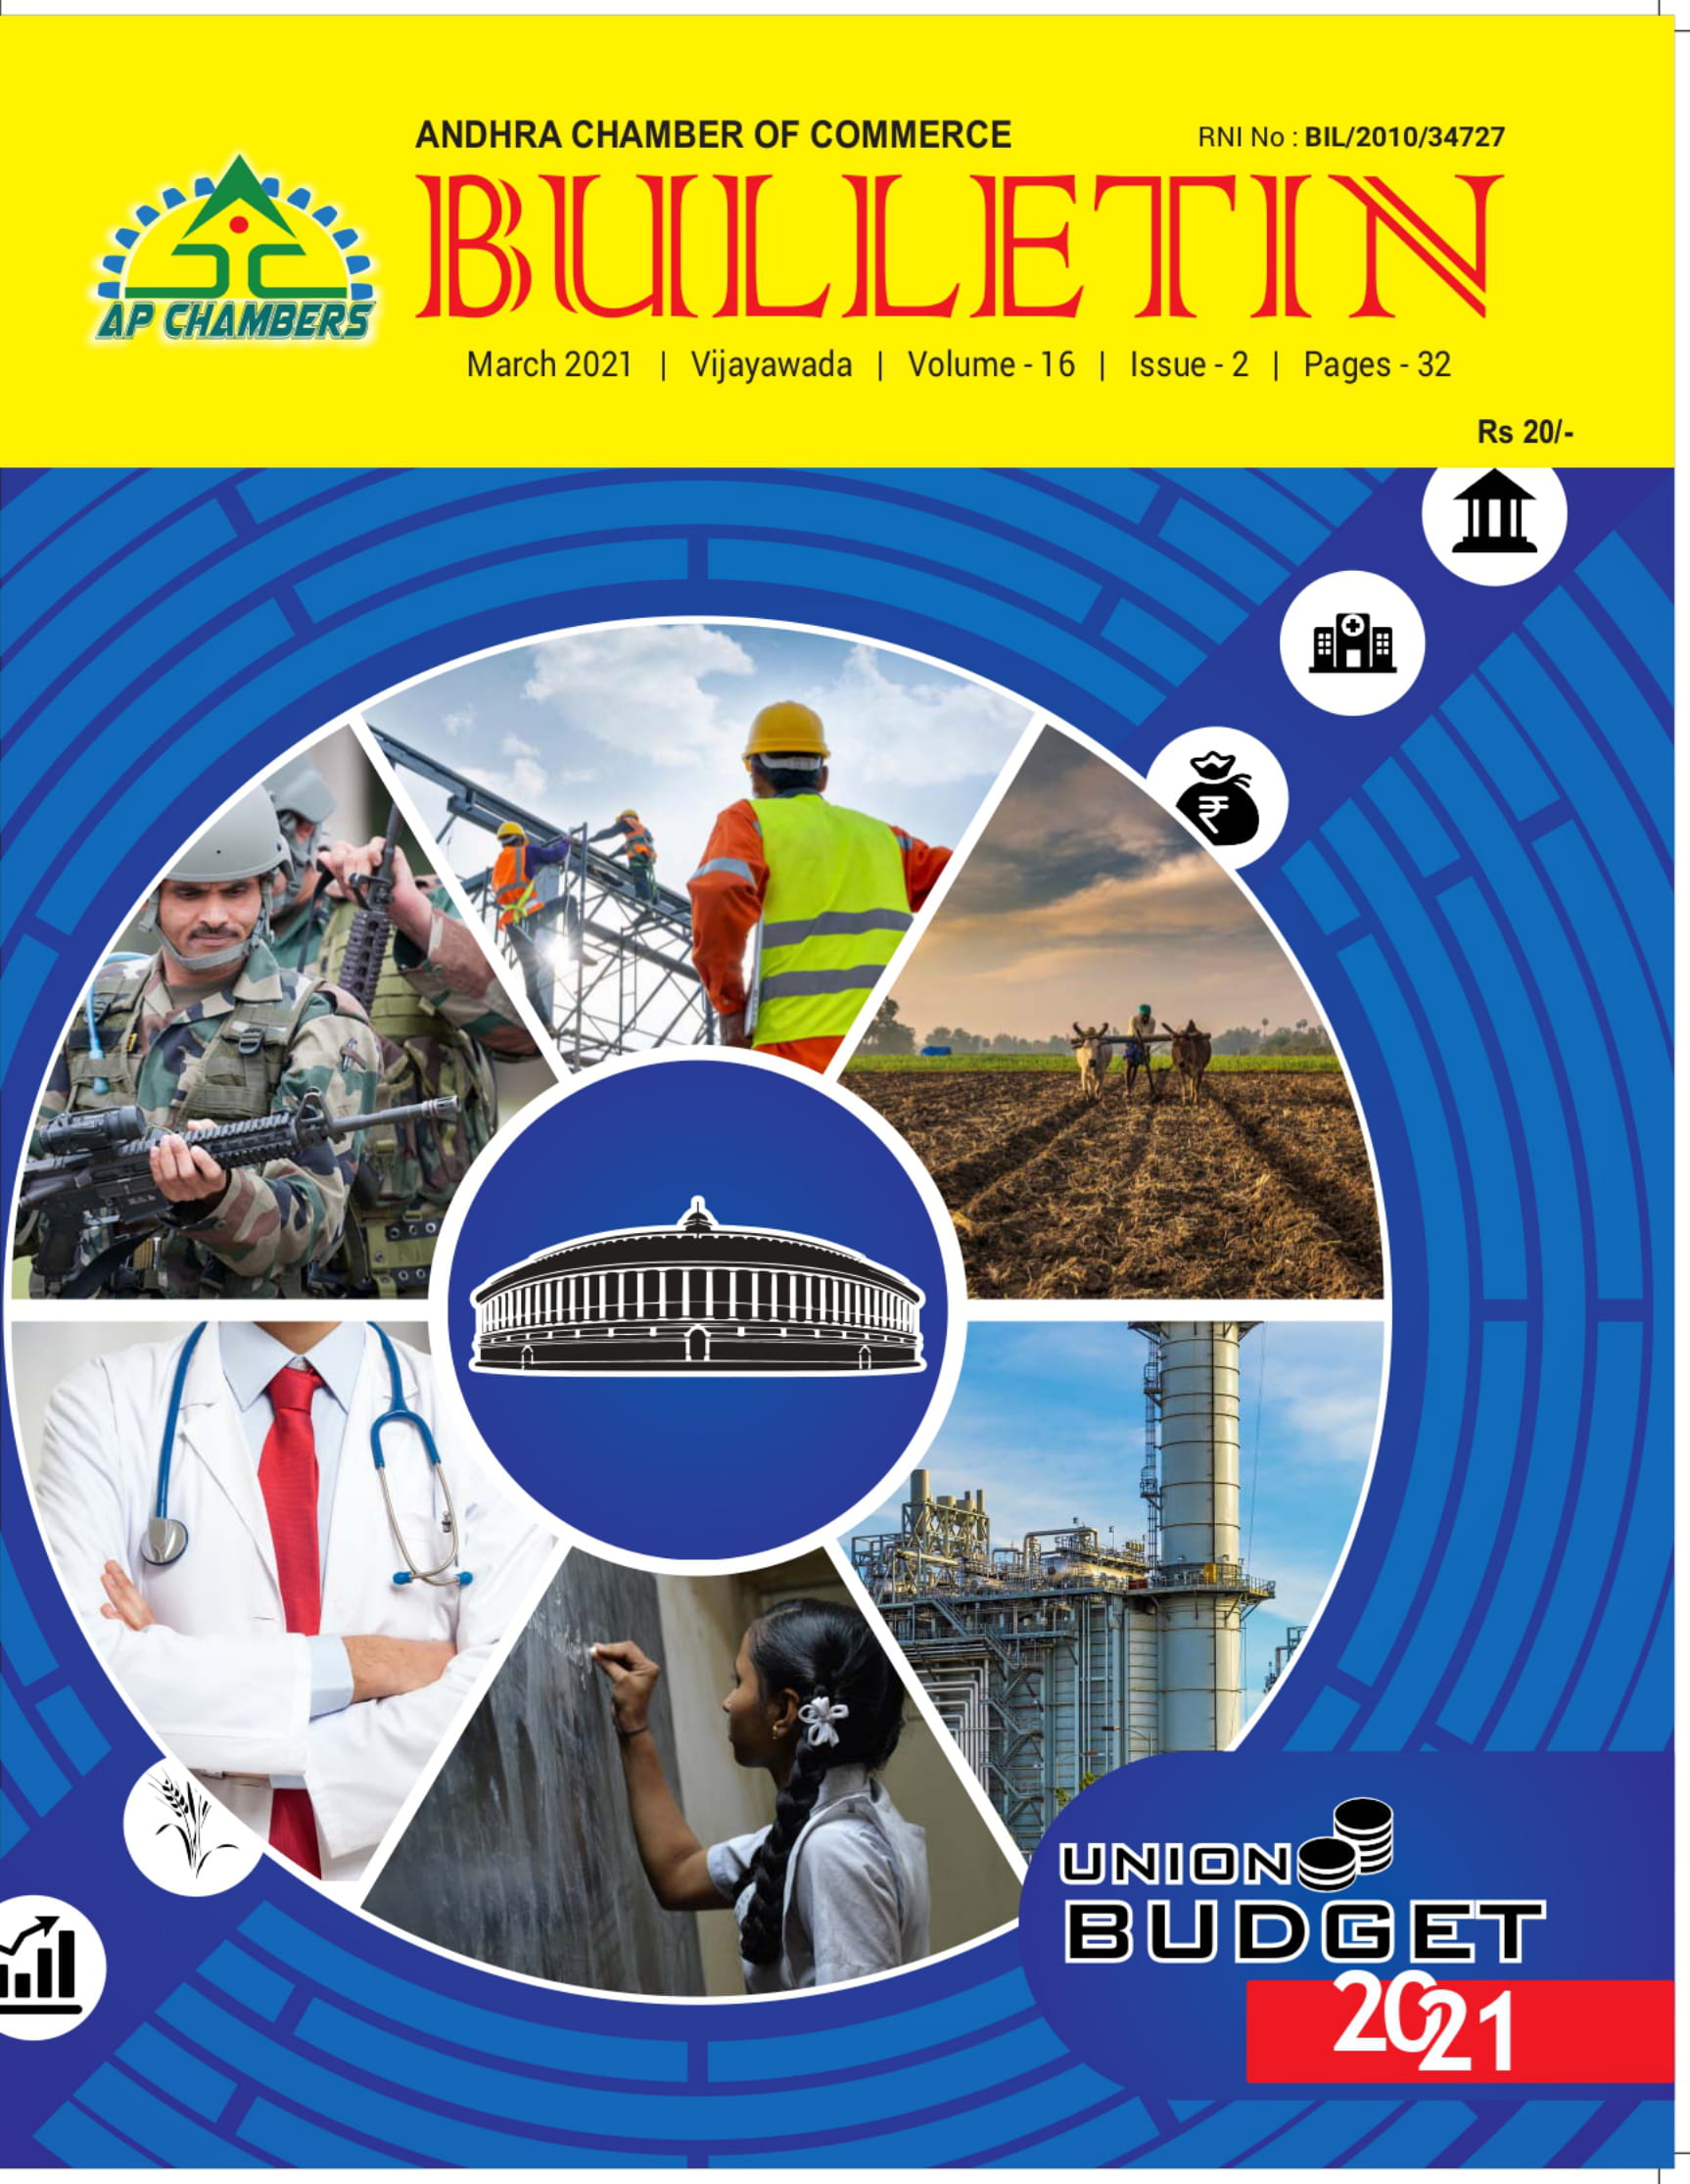 ANDHRA CHAMBER OF COMMERCE
RNI No : BIL/2010/34727
BULLETIN
AP CHAMBERS
March 2021 | Vijayawada | Volume - 16 | Issue - 2 | Pages - 32
Rs 20/-
₹
UNION
BUDGET
2021